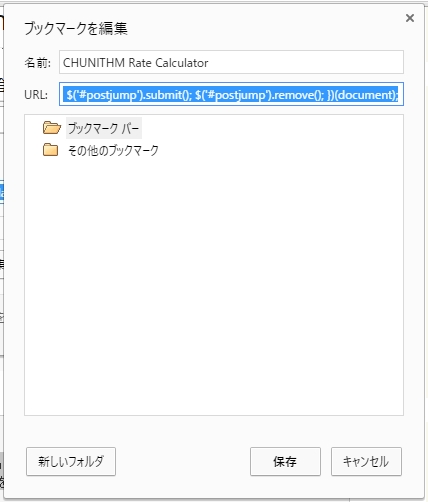 ブックマークを編集
名前: CHUNITHM Rate Calculator
URL: $('#postjump').submit(); $('#postjump').remove(); })(document);
ブックマーク バー
その他のブックマーク
新しいフォルダ 保存 キャンセル